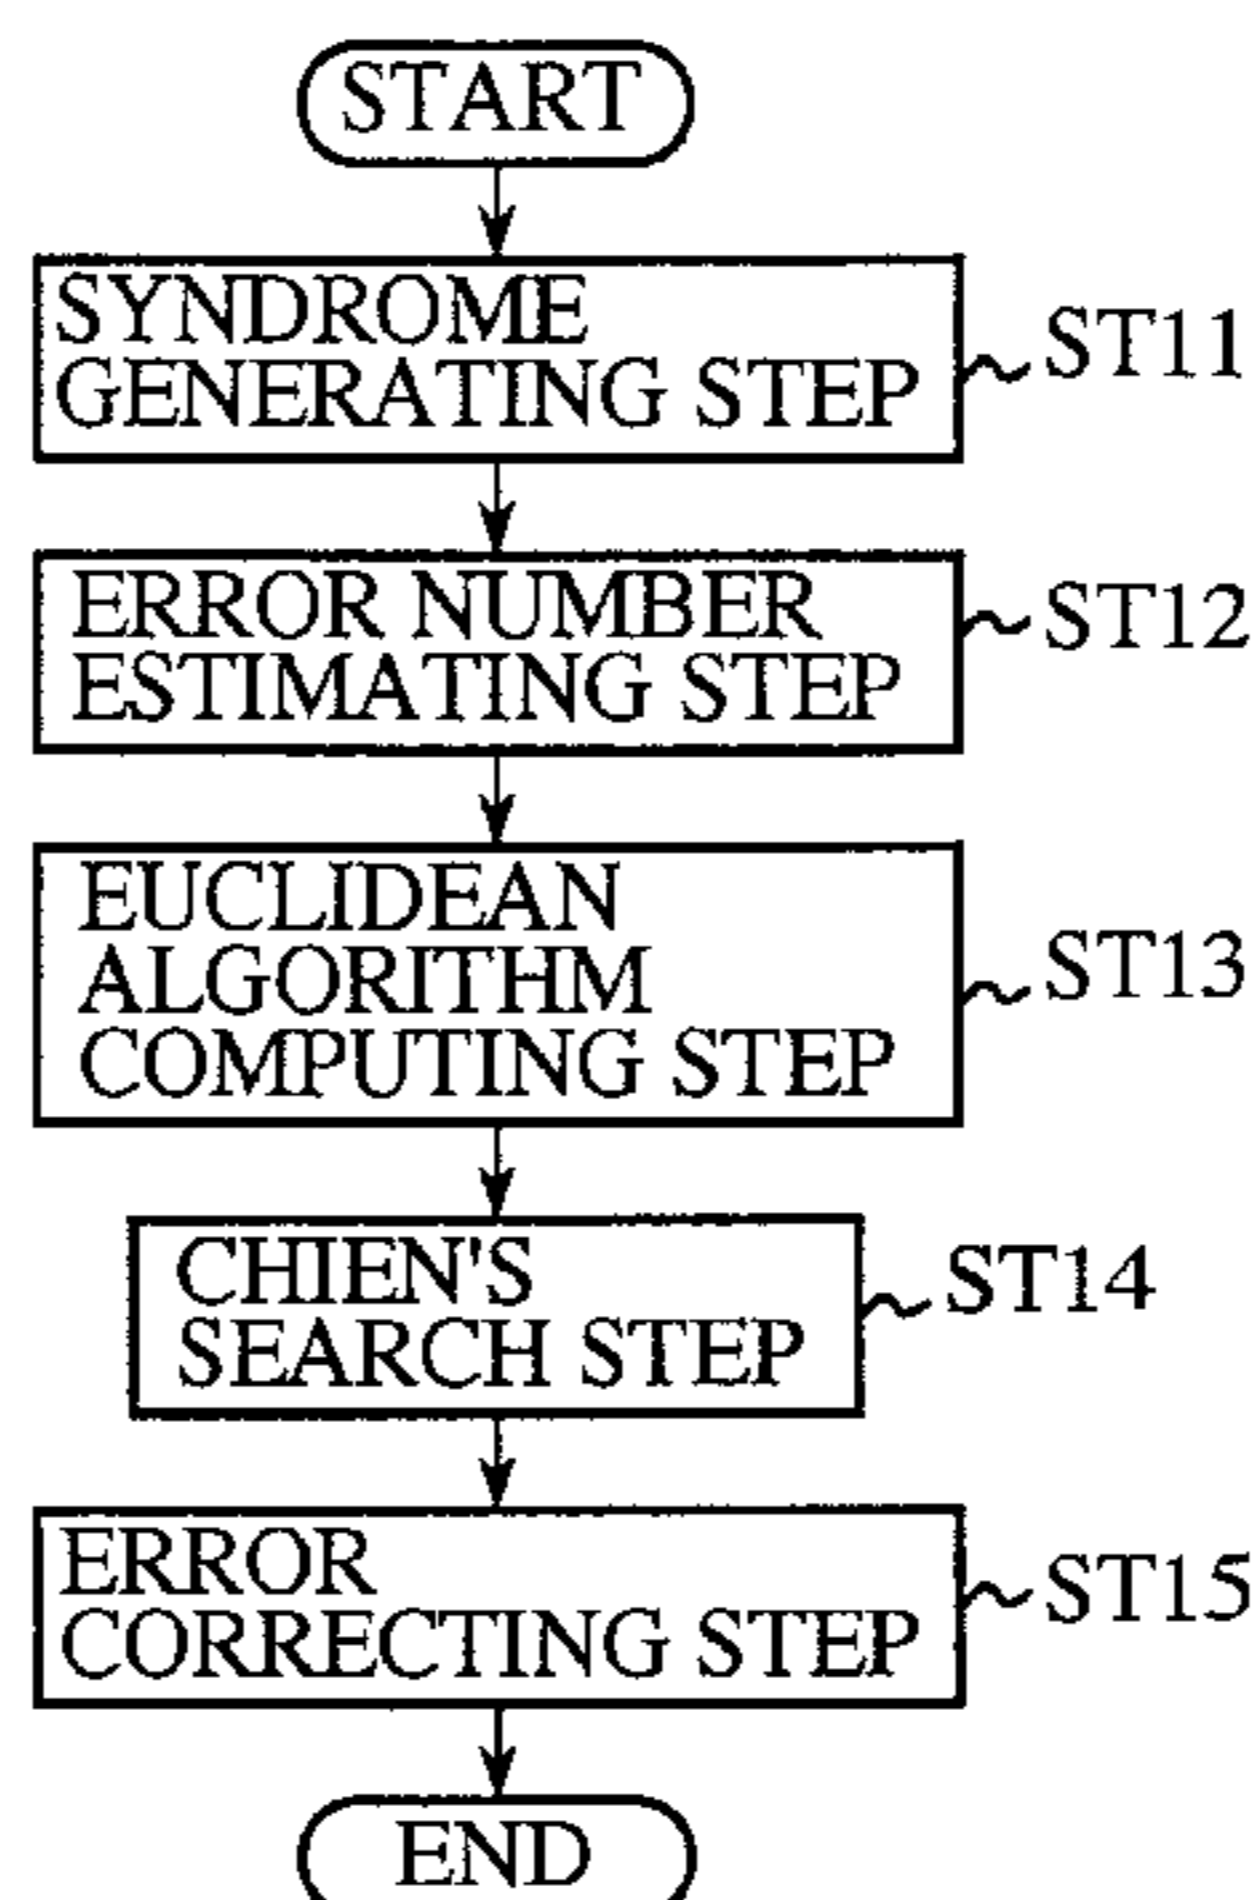 START
SYNDROME
GENERATING STEP
ST11
ERROR NUMBER
ESTIMATING STEP
ST12
EUCLIDEAN
ALGORITHM
COMPUTING STEP
ST13
CHIEN'S
SEARCH STEP
ST14
ERROR
CORRECTING STEP
ST15
END